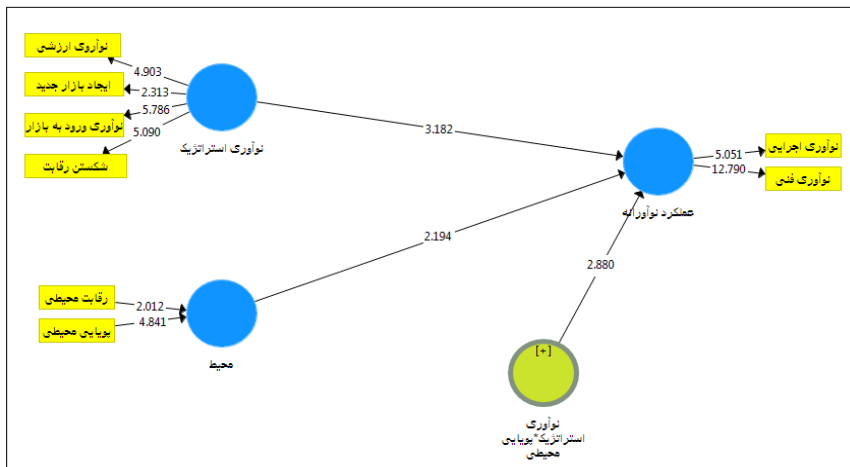 نوآروی ارزشی
4.903
ایجاد بازار جدید
2.313
نوآوری ورود به بازار
5.786
شکستن رقابت
5.090
نوآوری استراتژیک
3.182
نوآوری اجرایی
5.051
نوآوری فنی
12.790
عملکرد نوآورانه
2.194
2.880
رقابت محیطی
2.012
پویایی محیطی
4.841
محیط
[+]
نوآوری
استراتژیک*پویایی
محیطی